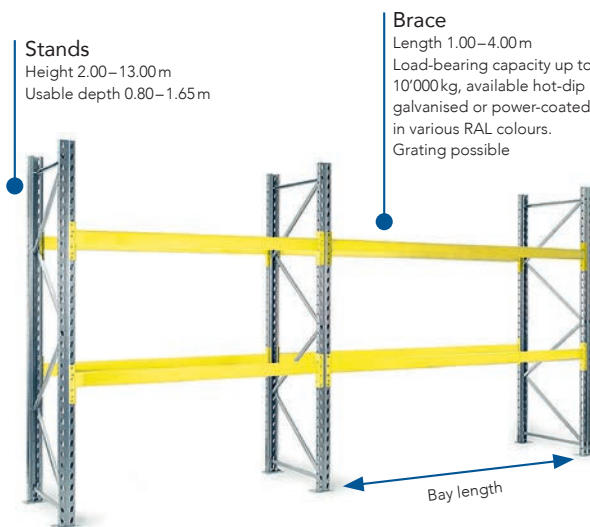 Stands
Height 2.00–13.00 m
Usable depth 0.80–1.65 m
Brace
Length 1.00–4.00 m
Load-bearing capacity up to
10’000 kg, available hot-dip
galvanised or power-coated
in various RAL colours.
Grating possible
Bay length